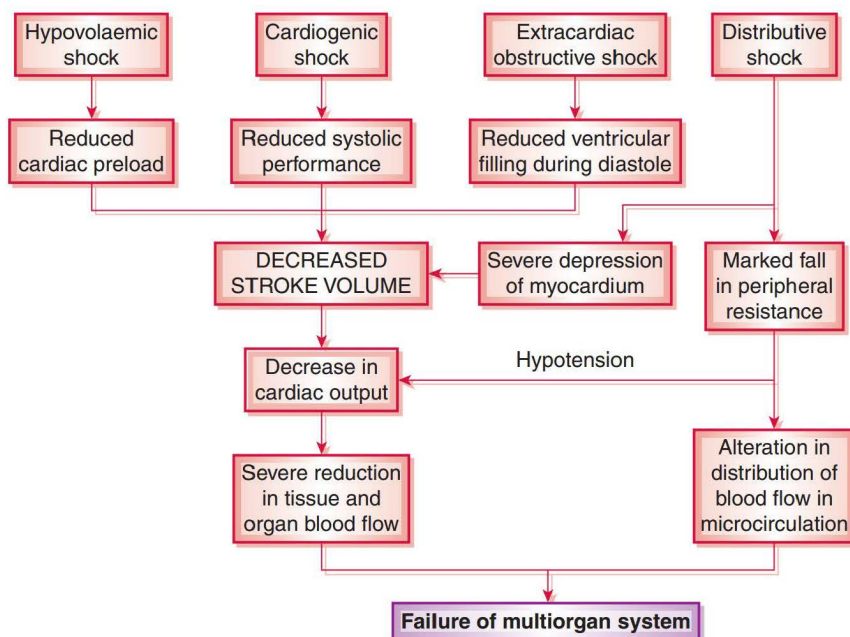 Hypovolaemic
shock
Cardiogenic
shock
Extracardiac
obstructive shock
Distributive
shock
Reduced
cardiac preload
Reduced systolic
performance
Reduced ventricular
filling during diastole
DECREASED
STROKE VOLUME
Severe depression
of myocardium
Marked fall
in peripheral
resistance
Hypotension
Decrease in
cardiac output
Severe reduction
in tissue and
organ blood flow
Alteration in
distribution of
blood flow in
microcirculation
Failure of multiorgan system